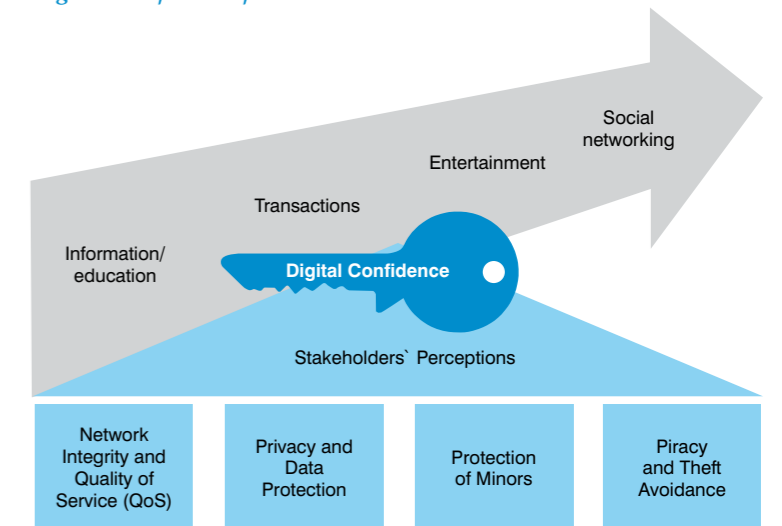 Social
networking
Entertainment
Transactions
Information/
education
Digital Confidence
Stakeholders` Perceptions
Network
Integrity and
Quality of
Service (QoS)
Privacy and
Data
Protection
Protection
of Minors
Piracy
and Theft
Avoidance